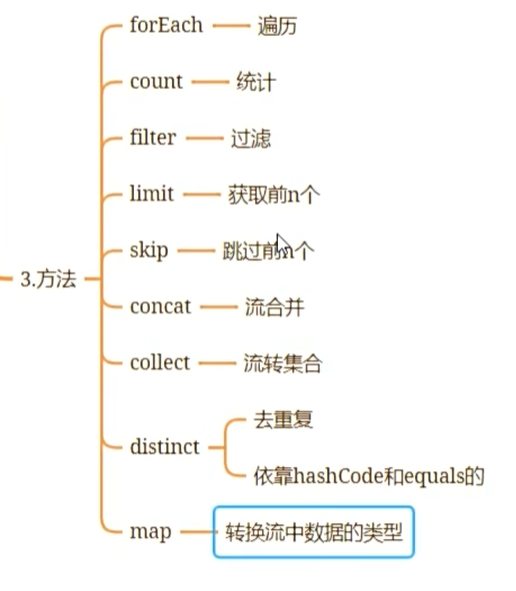 forEach 遍历
count 统计
filter 过滤
limit 获取前n个
skip 跳过前n个
3.方法
concat 流合并
collect 流转集合
去重复
distinct
依靠hashCode和equals的
map 转换流中数据的类型